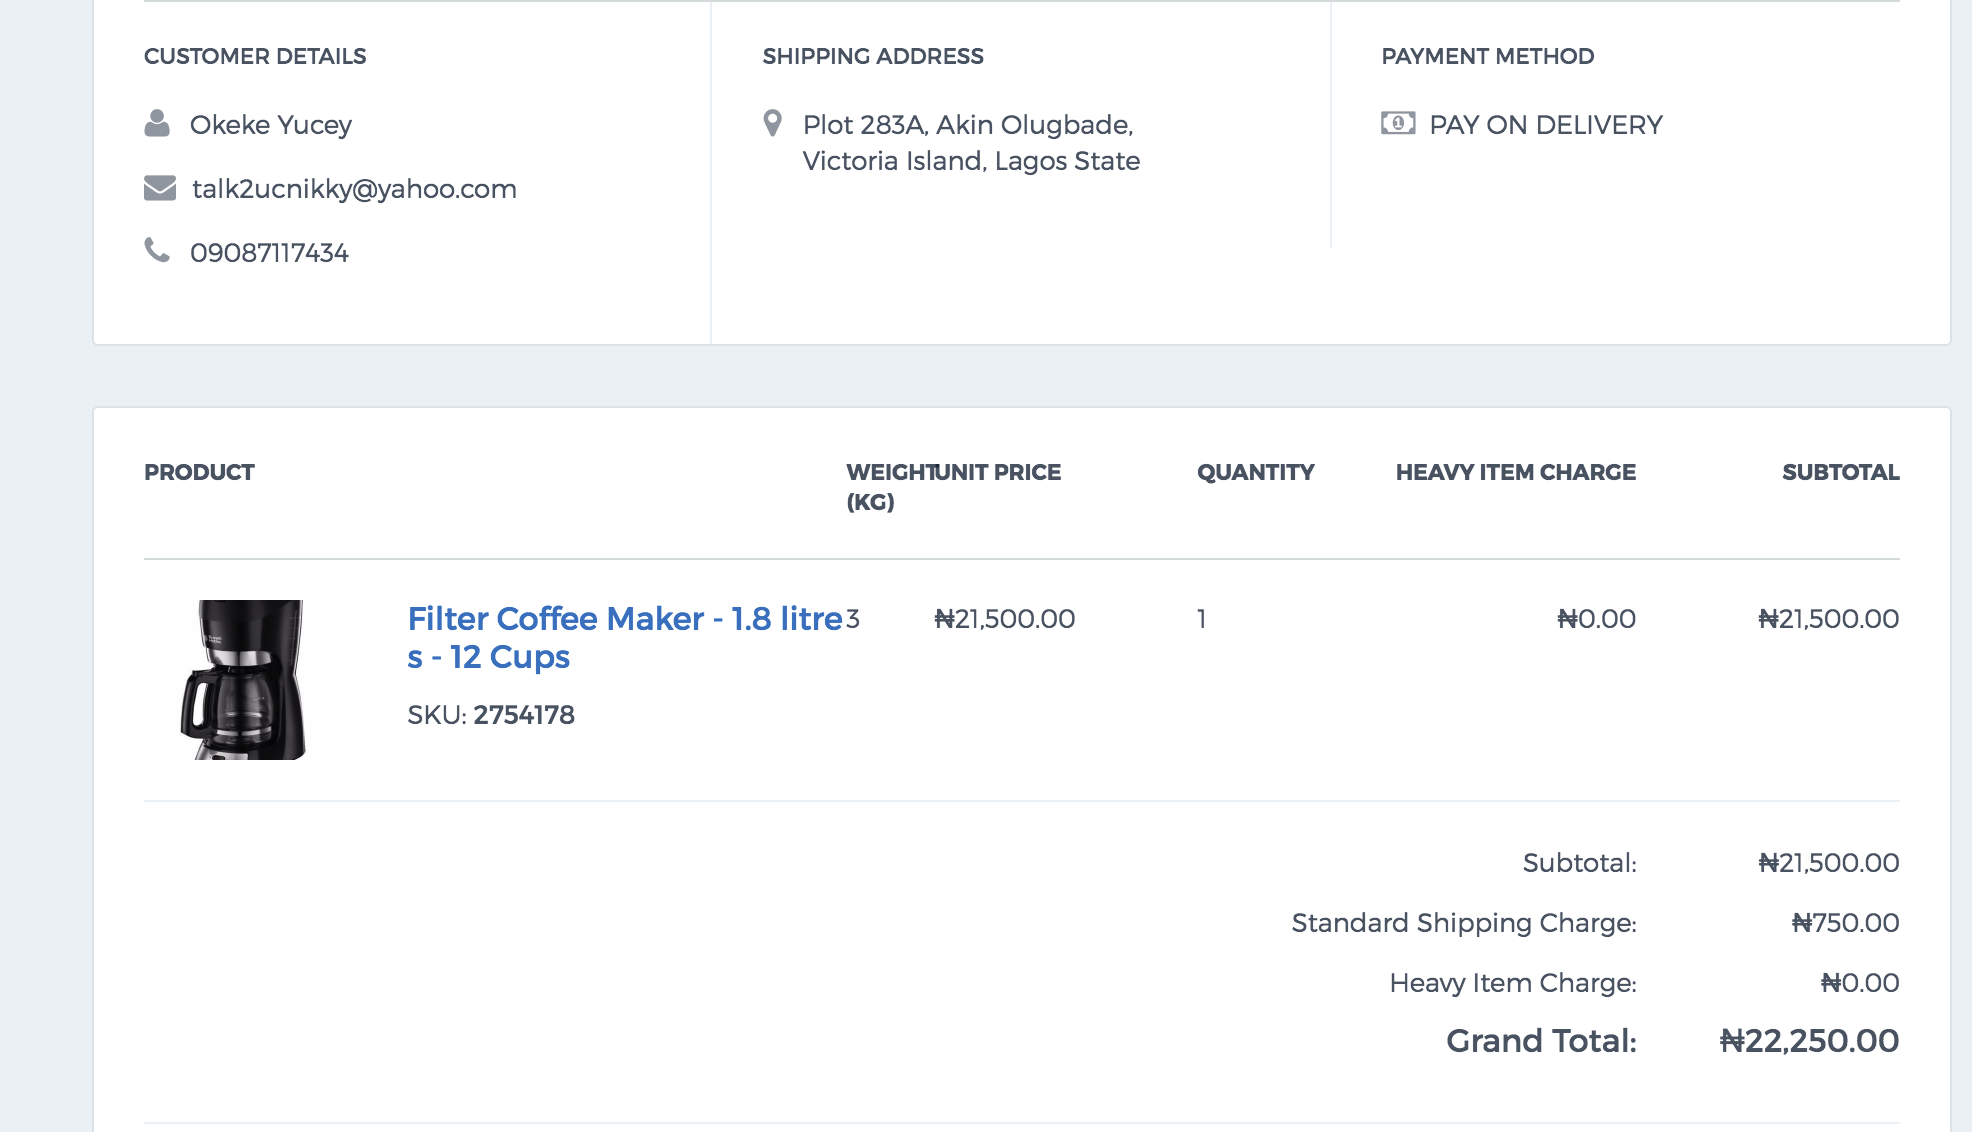 CUSTOMER DETAILS
Okeke Yucey
talk2ucnikky@yahoo.com
09087117434
SHIPPING ADDRESS
Plot 283A, Akin Olugbade,
Victoria Island, Lagos State
PAYMENT METHOD
PAY ON DELIVERY
PRODUCT WEIGHT UNIT PRICE QUANTITY HEAVY ITEM CHARGE SUBTOTAL
(KG)
Filter Coffee Maker - 1.8 litre 3 ₦21,500.00 1 ₦0.00 ₦21,500.00
s - 12 Cups
SKU: 2754178
Subtotal: ₦21,500.00
Standard Shipping Charge: ₦750.00
Heavy Item Charge: ₦0.00
Grand Total: ₦22,250.00